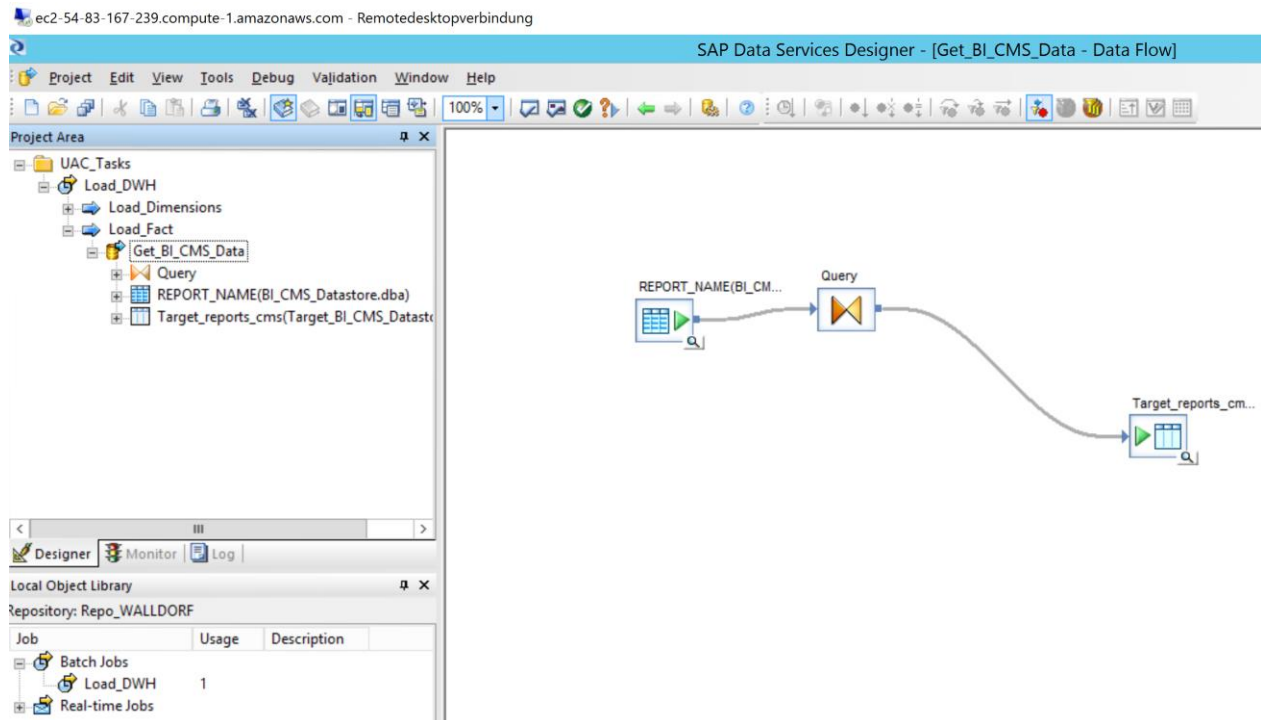 ec2-54-83-167-239.compute-1.amazonaws.com - Remotedesktopverbindung
SAP Data Services Designer - [Get_BI_CMS_Data - Data Flow]
Project Edit View Tools Debug Validation Window Help
100%
Project Area
UAC_Tasks
Load_DWH
Load_Dimensions
Load_Fact
Get_BI_CMS_Data
Query
REPORT_NAME(BI_CMS_Datastore.dba)
Target_reports_cms(Target_BI_CMS_Datasto
Designer Monitor Log
Local Object Library
Repository: Repo_WALLDORF
Job Usage Description
Batch Jobs
Load_DWH 1
Real-time Jobs
REPORT_NAME(BI_CM...
Query
Target_reports_cm...